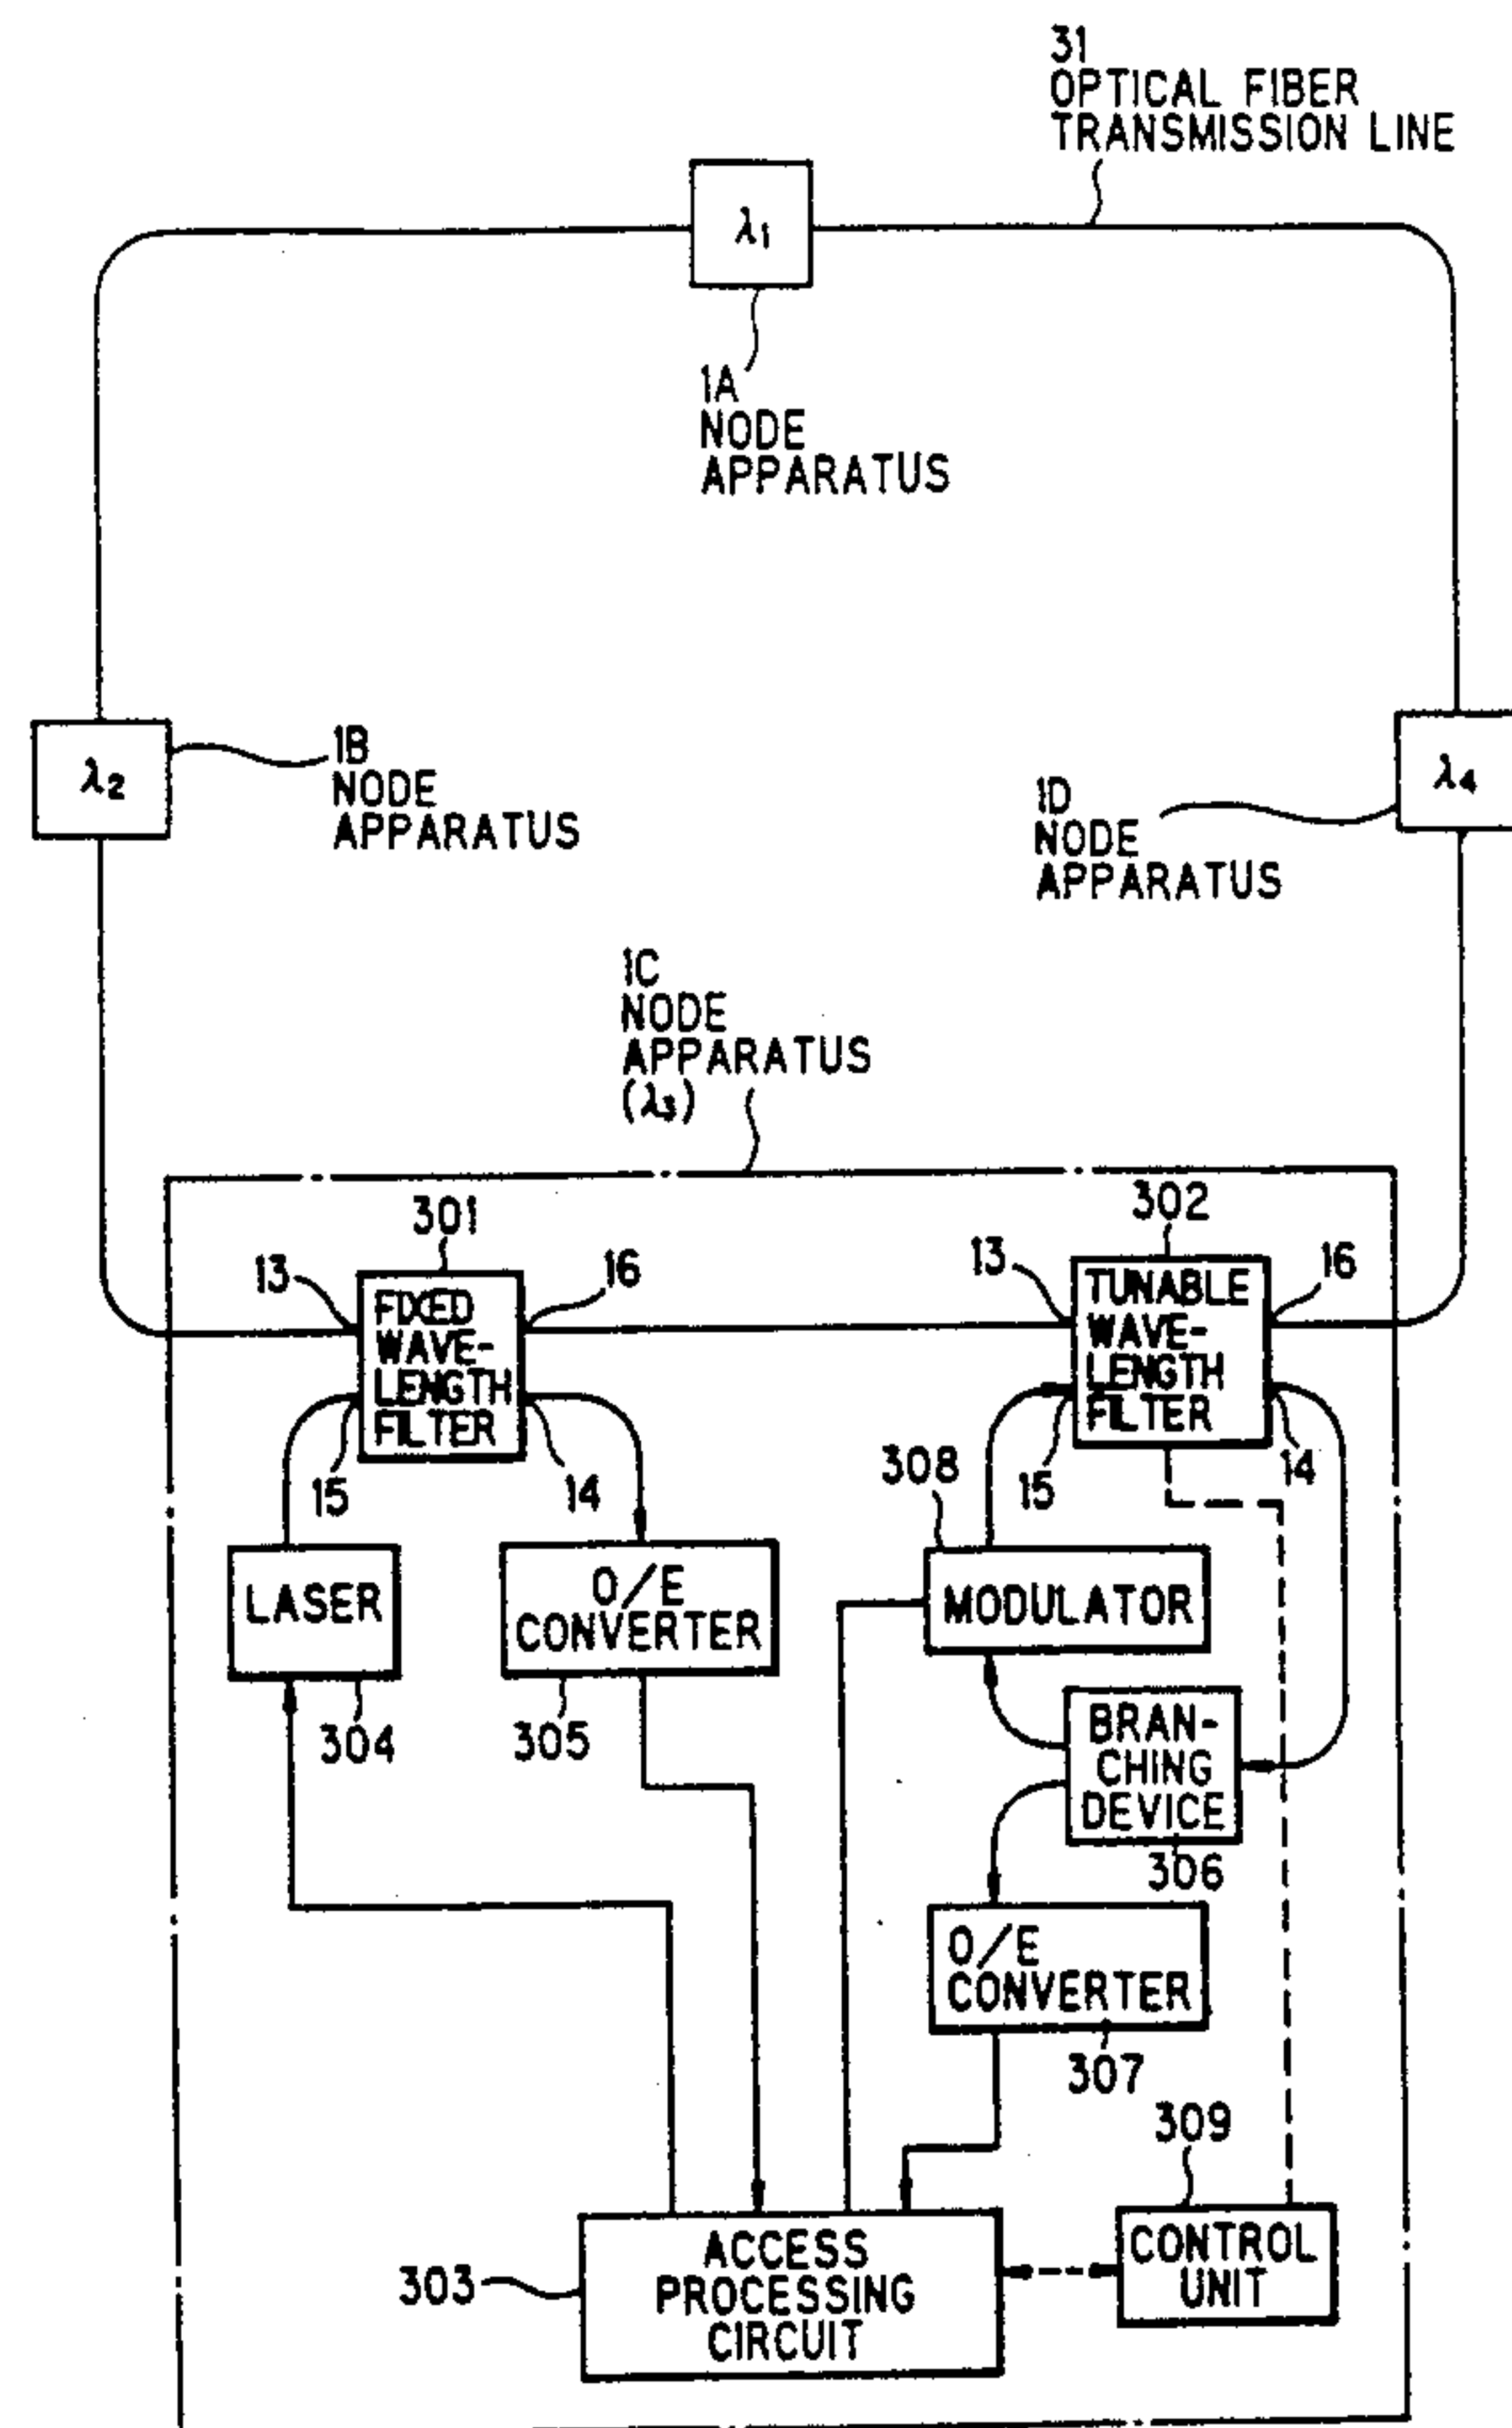 31
OPTICAL FIBER
TRANSMISSION LINE
λ1
1A
NODE
APPARATUS
λ2
1B
NODE
APPARATUS
λ4
1D
NODE
APPARATUS
1C
NODE
APPARATUS
(λ3)
301
302
13
16
13
16
FIXED
WAVE-
LENGTH
FILTER
TUNABLE
WAVE-
LENGTH
FILTER
15
14
308
15
14
LASER
O/E
CONVERTER
MODULATOR
304
305
BRAN-
CHING
DEVICE
306
O/E
CONVERTER
307
309
303
ACCESS
PROCESSING
CIRCUIT
CONTROL
UNIT